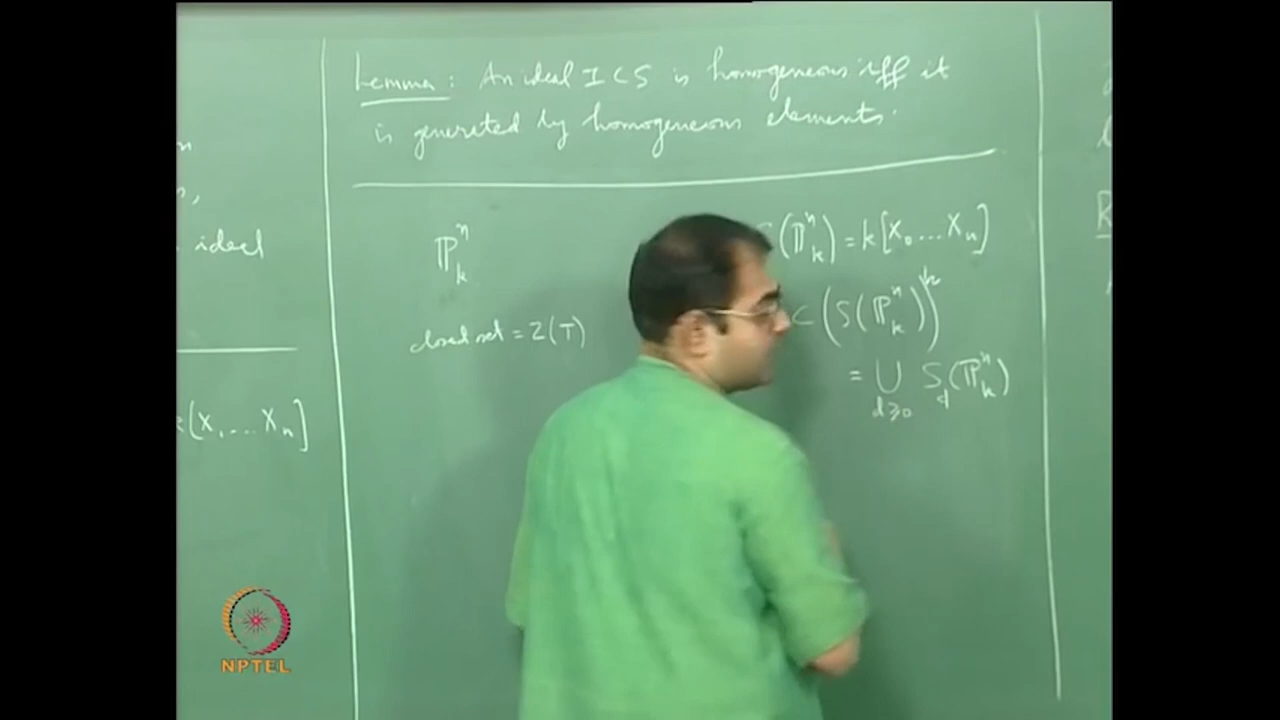 Lemma : An ideal I ⊂ S is homogeneous iff it
is generated by homogeneous elements.
ideal
[X₁ ... Xₙ]
ℙⁿₖ
closed set = Z(T)
(ℙⁿₖ) = k[X₀ ... Xₙ]
⊂ (S(ℙⁿₖ))ʰ
= ∪ S_d(ℙⁿₖ)
d ≥ 0
NPTEL